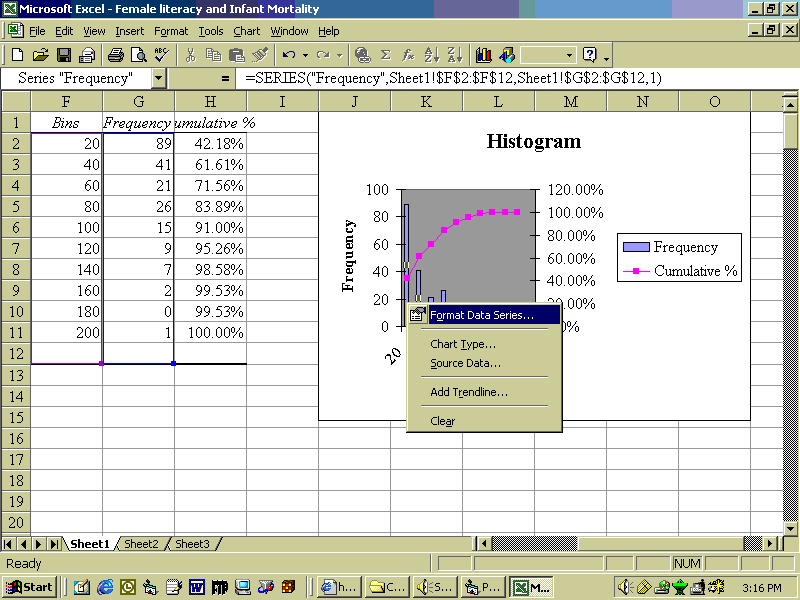 Microsoft Excel - Female literacy and Infant Mortality
File Edit View Insert Format Tools Chart Window Help
Series "Frequency" = =SERIES("Frequency",Sheet1!$F$2:$F$12,Sheet1!$G$2:$G$12,1)
F G H I J K L M N O
1 Bins Frequency umulative %
2 20 89 42.18%
3 40 41 61.61%
4 60 21 71.56%
5 80 26 83.89%
6 100 15 91.00%
7 120 9 95.26%
8 140 7 98.58%
9 160 2 99.53%
10 180 0 99.53%
11 200 1 100.00%
12
13
14
15
16
17
18
19
20
Histogram
Frequency
100
80
60
40
20
0
120.00%
100.00%
80.00%
60.00%
40.00%
20.00%
0%
20
Frequency
Cumulative %
Format Data Series...
Chart Type...
Source Data...
Add Trendline...
Clear
Sheet1 Sheet2 Sheet3
Ready NUM
Start h... C... S... P... M... 3:16 PM